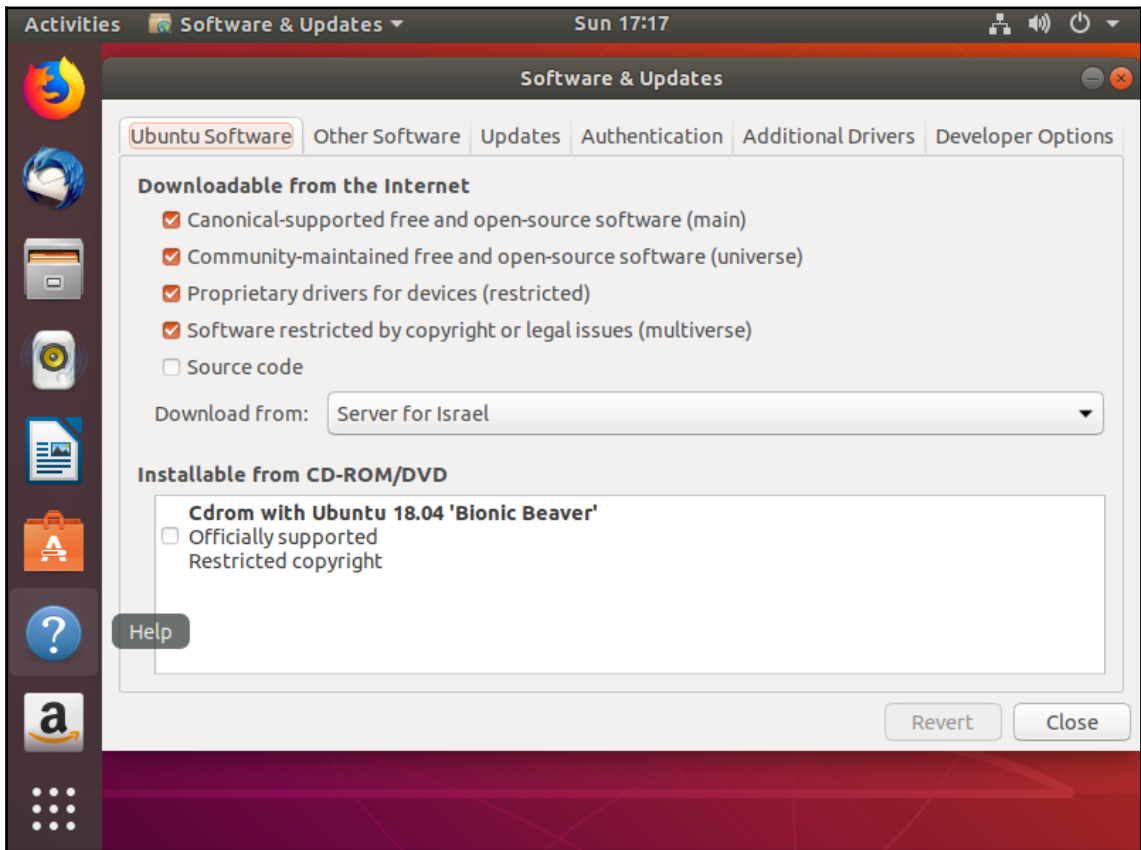 Activities Software & Updates Sun 17:17
Software & Updates
Ubuntu Software Other Software Updates Authentication Additional Drivers Developer Options
Downloadable from the Internet
Canonical-supported free and open-source software (main)
Community-maintained free and open-source software (universe)
Proprietary drivers for devices (restricted)
Software restricted by copyright or legal issues (multiverse)
Source code
Download from: Server for Israel
Installable from CD-ROM/DVD
Cdrom with Ubuntu 18.04 'Bionic Beaver'
Officially supported
Restricted copyright
Help
Revert Close